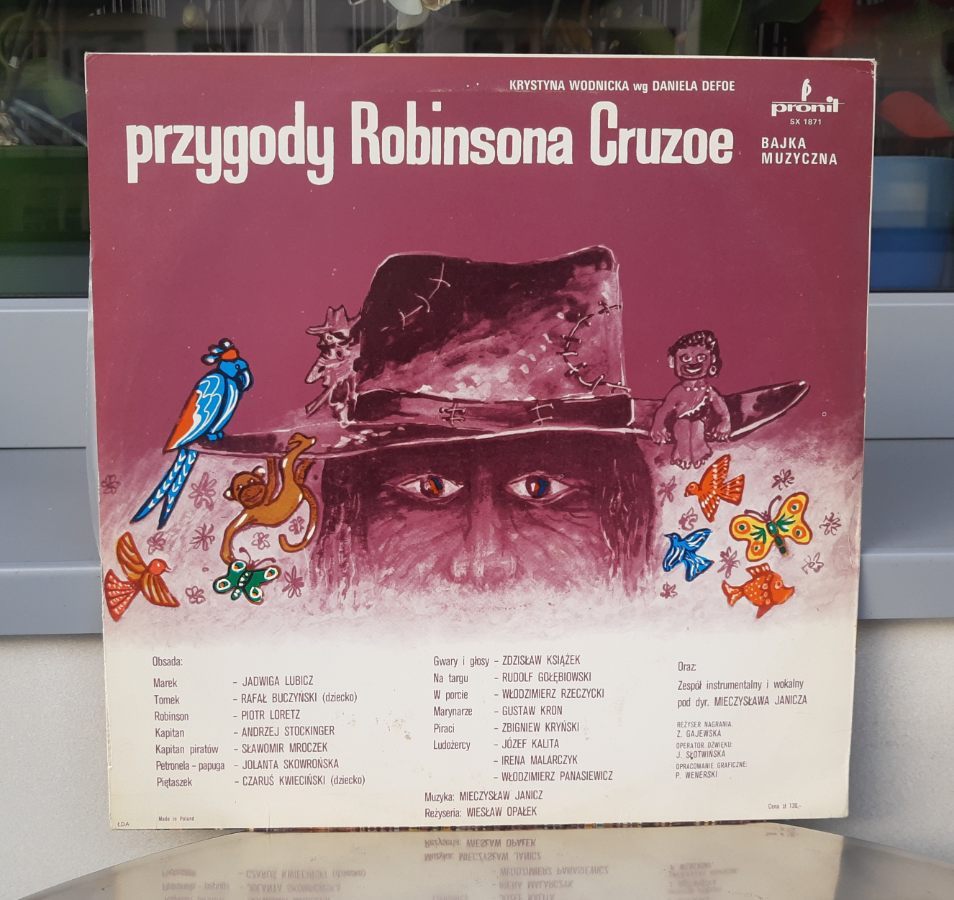 KRYSTYNA WODNICKA wg DANIELA DEFOE
pronit
SX 1871
przygody Robinsona Cruzoe
BAJKA
MUZYCZNA
Obsada:
Marek – JADWIGA LUBICZ
Tomek – RAFAŁ BUCZYŃSKI (dziecko)
Robinson – PIOTR LORETZ
Kapitan – ANDRZEJ STOCKINGER
Kapitan piratów – SŁAWOMIR MROCZEK
Petronela – papuga – JOLANTA SKOWROŃSKA
Piętaszek – CZARUŚ KWIECIŃSKI (dziecko)
Gwary i głosy – ZDZISŁAW KSIĄŻEK
Na targu – RUDOLF GOŁĘBIOWSKI
W porcie – WŁODZIMIERZ RZECZYCKI
Marynarze – GUSTAW KRON
Piraci – ZBIGNIEW KRYŃSKI
Ludożercy – JÓZEF KALITA
– IRENA MALARCZYK
– WŁODZIMIERZ PANASIEWICZ
Muzyka: MIECZYSŁAW JANICZ
Reżyseria: WIESŁAW OPAŁEK
Oraz:
Zespół instrumentalny i wokalny
pod dyr. MIECZYSŁAWA JANICZA
REŻYSER NAGRANIA:
Z. GAJEWSKA
OPERATOR DŹWIĘKU:
J. SŁOTWIŃSKA
OPRACOWANIE GRAFICZNE:
P. WENERSKI
ŁDA
Made in Poland
Cena zł 130,-